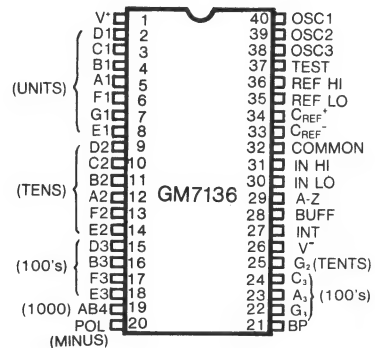 V+ 1 40 OSC1
D1 2 39 OSC2
C1 3 38 OSC3
B1 4 37 TEST
(UNITS) A1 5 36 REF HI
F1 6 35 REF LO
G1 7 34 CREF+
E1 8 33 CREF-
D2 9 32 COMMON
C2 10 31 IN HI
(TENS) B2 11 30 IN LO
A2 12 GM7136 29 A-Z
F2 13 28 BUFF
E2 14 27 INT
D3 15 26 V-
(100's) B3 16 25 G2 (TENTS)
F3 17 24 C3
E3 18 23 A3 (100's)
(1000) AB4 19 22 G3
POL 20 21 BP
(MINUS)